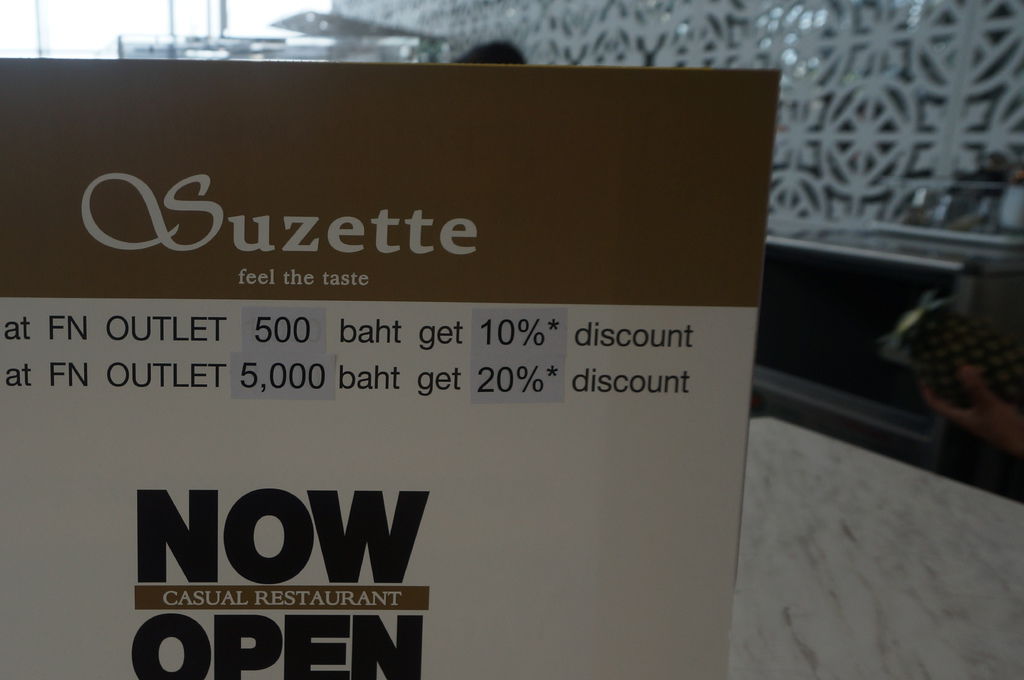 Suzette
feel the taste
at FN OUTLET 500 baht get 10%* discount
at FN OUTLET 5,000 baht get 20%* discount
NOW
CASUAL RESTAURANT
OPEN